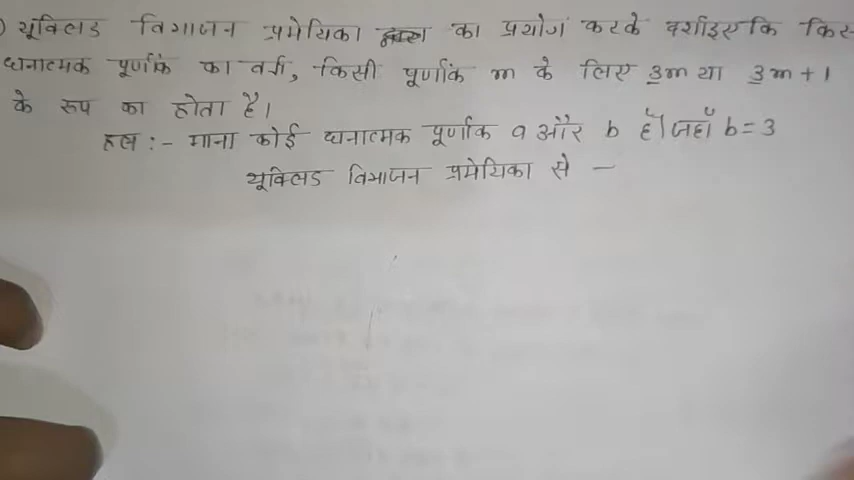 ) यूक्लिड विभाजन प्रमेयिका का प्रयोग करके दर्शाइए कि किस
धनात्मक पूर्णांक का वर्ग, किसी पूर्णांक m के लिए 3m या 3m + 1
के रूप का होता है।
हल :- माना कोई धनात्मक पूर्णांक a और b हैं। जहाँ b = 3
यूक्लिड विभाजन प्रमेयिका से —